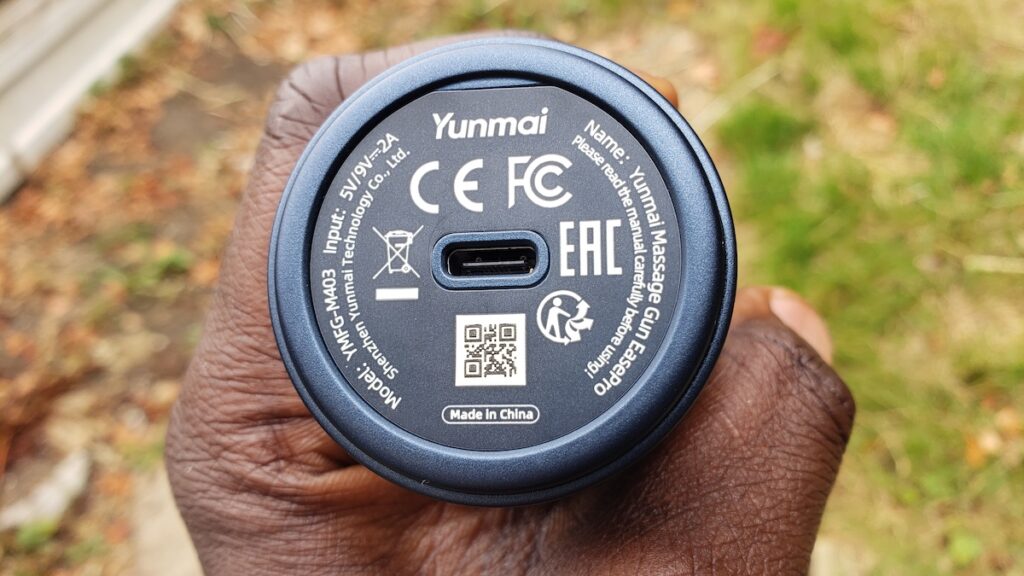 Yunmai
CE FC
EAC
Model: YMFG-M403 Input: 5V/9V⎓2A
Shenzhen Yunmai Technology Co., Ltd.
Name: Yunmai Massage Gun EasePro
Please read the manual carefully before using!
Made in China